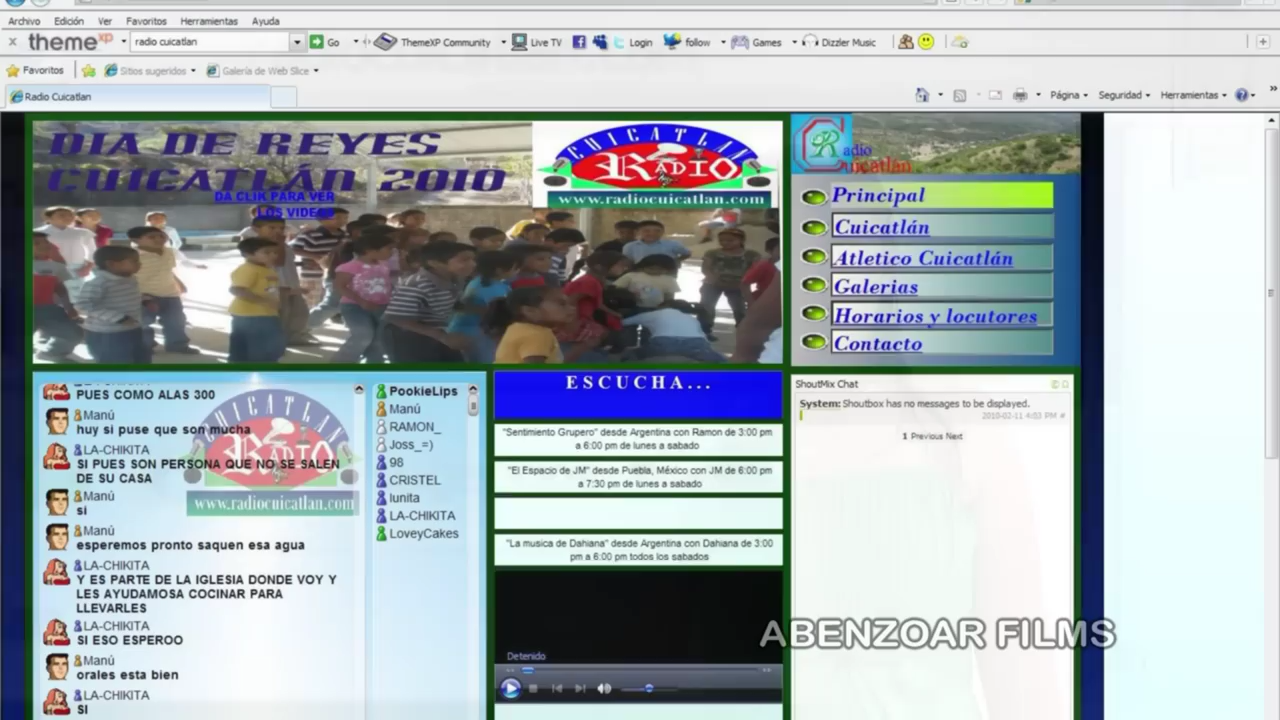 Archivo Edición Ver Favoritos Herramientas Ayuda
x themexp radio cuicatlan Go ThemeXP Community Live TV Login follow Games Dizzler Music
Favoritos Sitios sugeridos Galería de Web Slice
Radio Cuicatlan
Página Seguridad Herramientas
DIA DE REYES
CUICATLÁN 2010
DA CLIK PARA VER
LOS VIDEOS
CUICATLAN
RADIO
www.radiocuicatlan.com
Radio
Cuicatlan
Principal
Cuicatlán
Atletico Cuicatlán
Galerias
Horarios y locutores
Contacto
PUES COMO ALAS 300
Manú
huy si puse que son mucha
LA-CHIKITA
SI PUES SON PERSONA QUE NO SE SALEN
DE SU CASA
Manú
si
Manú
esperemos pronto saquen esa agua
LA-CHIKITA
Y ES PARTE DE LA IGLESIA DONDE VOY Y
LES AYUDAMOSA COCINAR PARA
LLEVARLES
LA-CHIKITA
SI ESO ESPEROO
Manú
orales esta bien
LA-CHIKITA
SI
CUICATLAN
RADIO
www.radiocuicatlan.com
PookieLips
Manú
RAMON_
Joss_=)
98
CRISTEL
lunita
LA-CHIKITA
LoveyCakes
ESCUCHA...
"Sentimiento Grupero" desde Argentina con Ramon de 3:00 pm
a 6:00 pm de lunes a sabado
"El Espacio de JM" desde Puebla, México con JM de 6:00 pm
a 7:30 pm de lunes a sabado
"La musica de Dahiana" desde Argentina con Dahiana de 3:00
pm a 6:00 pm todos los sabados
Detenido
ShoutMix Chat
System: Shoutbox has no messages to be displayed.
2010-02-11 4:53 PM #
1 Previous Next
ABENZOAR FILMS